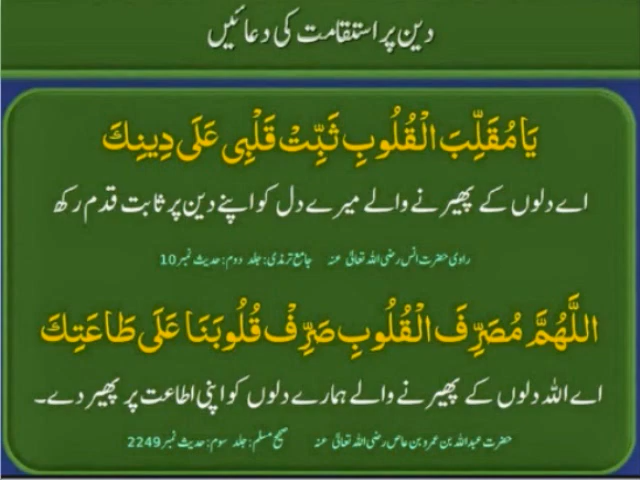 دین پر استقامت کی دعائیں
يَا مُقَلِّبَ الْقُلُوبِ ثَبِّتْ قَلْبِى عَلَى دِينِكَ
اے دلوں کے پھیرنے والے میرے دل کو اپنے دین پر ثابت قدم رکھ
راوی حضرت انس رضی اللہ تعالیٰ عنہ جامع ترمذی: جلد دوم: حدیث نمبر 10
اللَّهُمَّ مُصَرِّفَ الْقُلُوبِ صَرِّفْ قُلُوبَنَا عَلَى طَاعَتِكَ
اے اللہ دلوں کے پھیرنے والے ہمارے دلوں کو اپنی اطاعت پر پھیر دے۔
حضرت عبداللہ بن عمرو بن عاص رضی اللہ تعالیٰ عنہ صحیح مسلم: جلد سوم: حدیث نمبر 2249